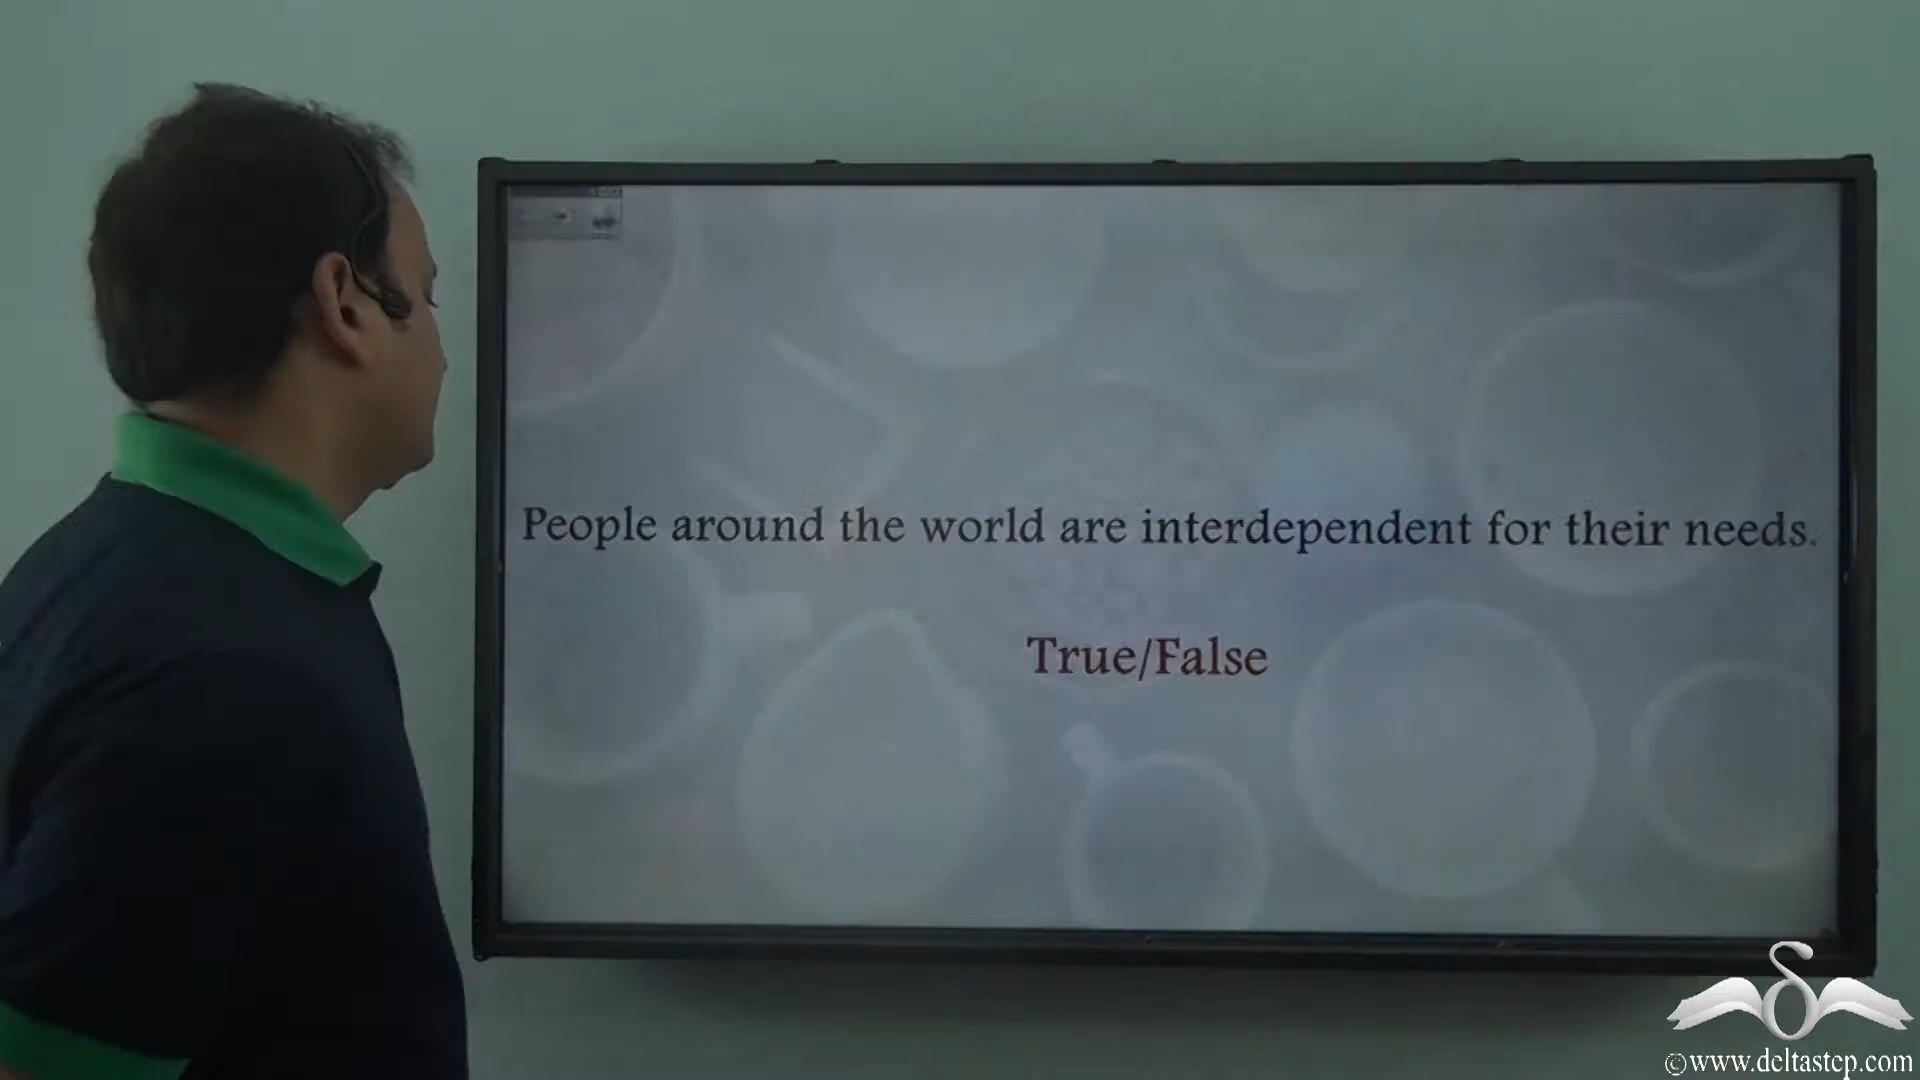 People around the world are interdependent for their needs.
True/False
©www.deltastep.com